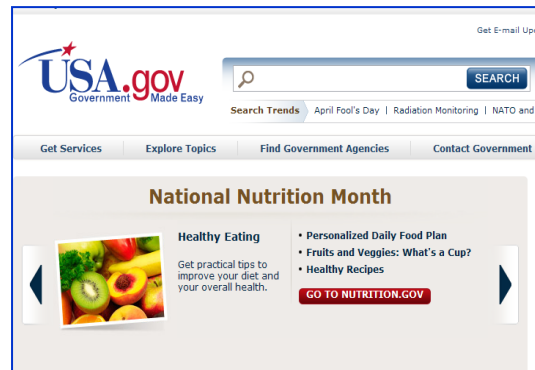 Get E-mail Up
USA.gov
Government Made Easy
SEARCH
Search Trends April Fool's Day | Radiation Monitoring | NATO and
Get Services Explore Topics Find Government Agencies Contact Government
National Nutrition Month
Healthy Eating
Get practical tips to
improve your diet and
your overall health.
• Personalized Daily Food Plan
• Fruits and Veggies: What's a Cup?
• Healthy Recipes
GO TO NUTRITION.GOV